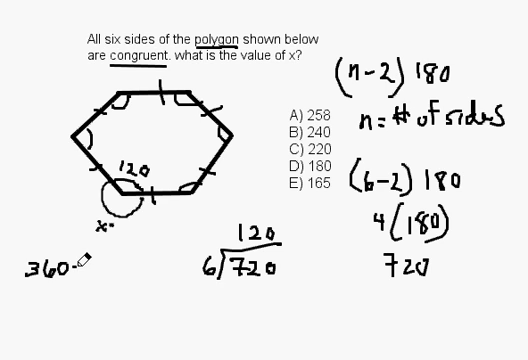 All six sides of the polygon shown below
are congruent. what is the value of x?
(n-2) 180
n = # of sides
A) 258
B) 240
C) 220
D) 180
E) 165
120
x°
(6-2) 180
4(180)
720
120
6)720
360-